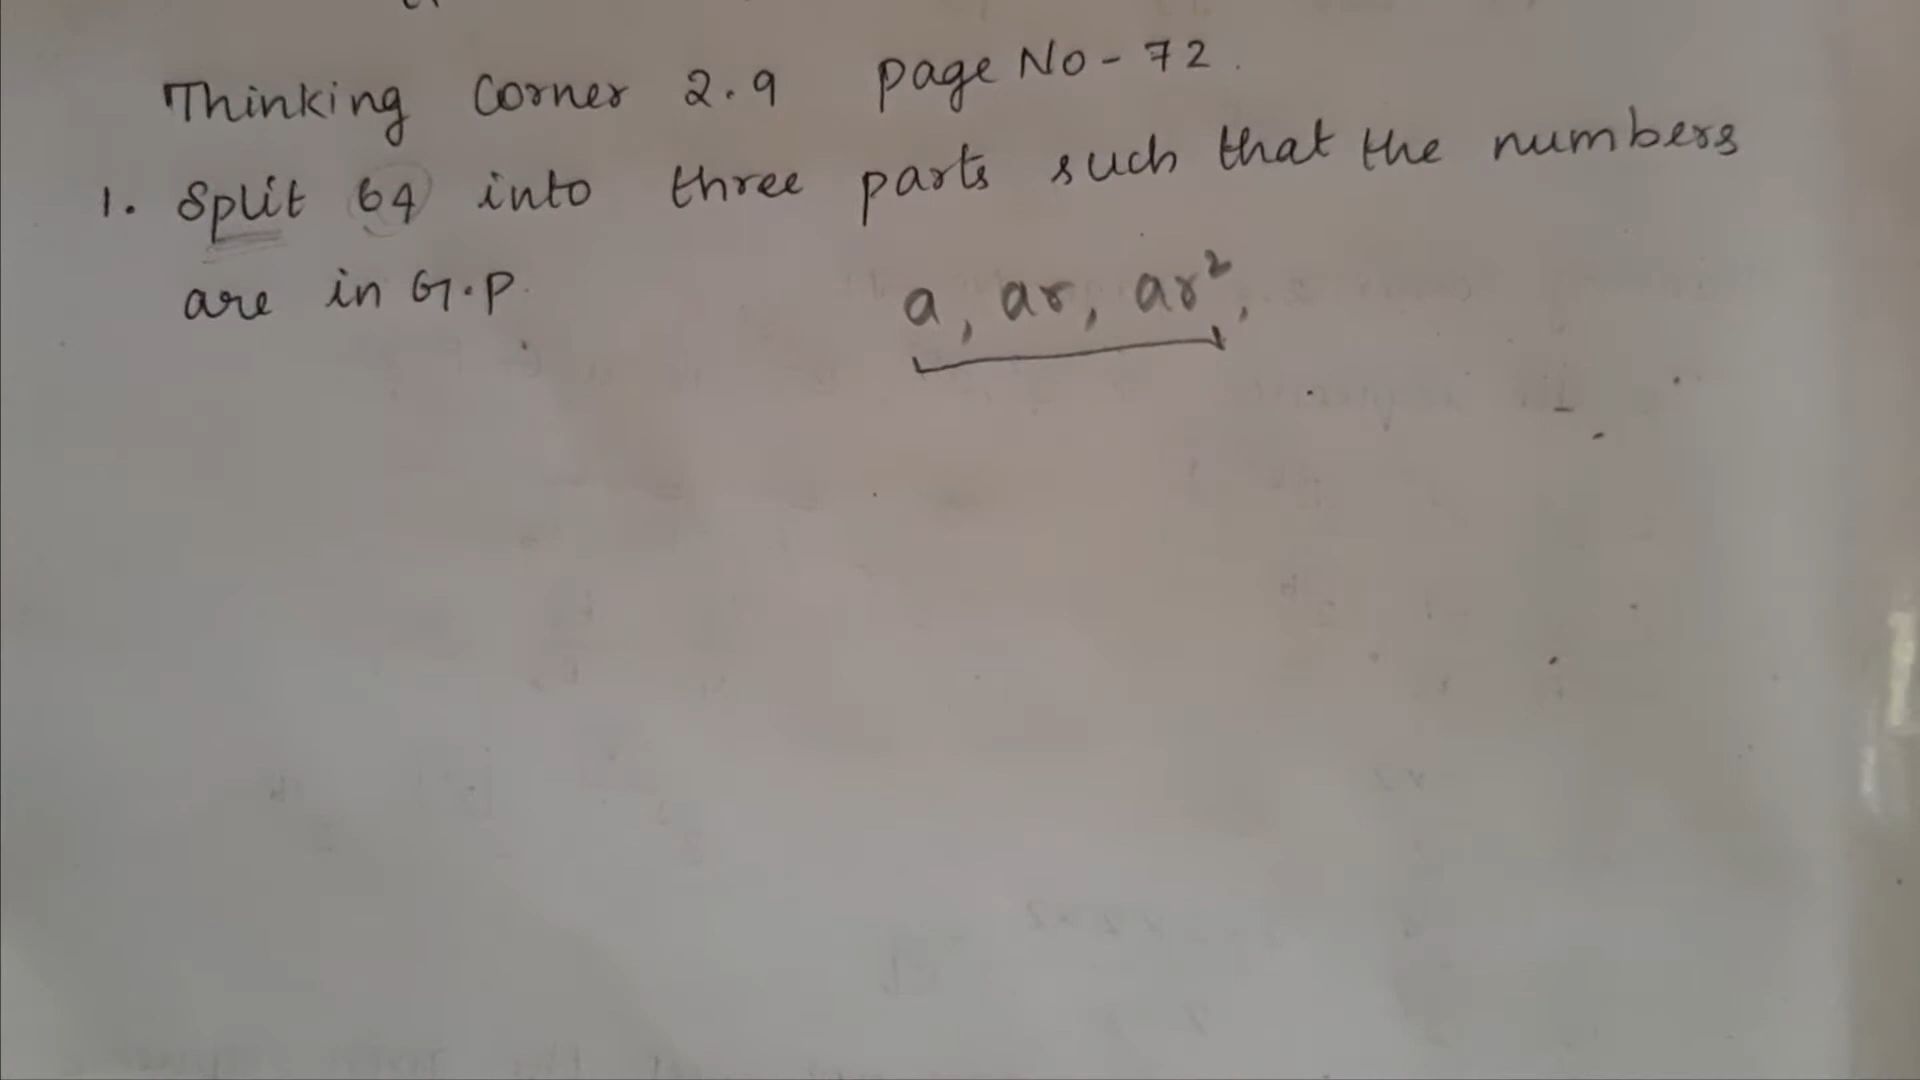 Thinking Corner 2.9 page No - 72.
1. Split 64 into three parts such that the numbers
are in G.P.
a, ar, ar²,